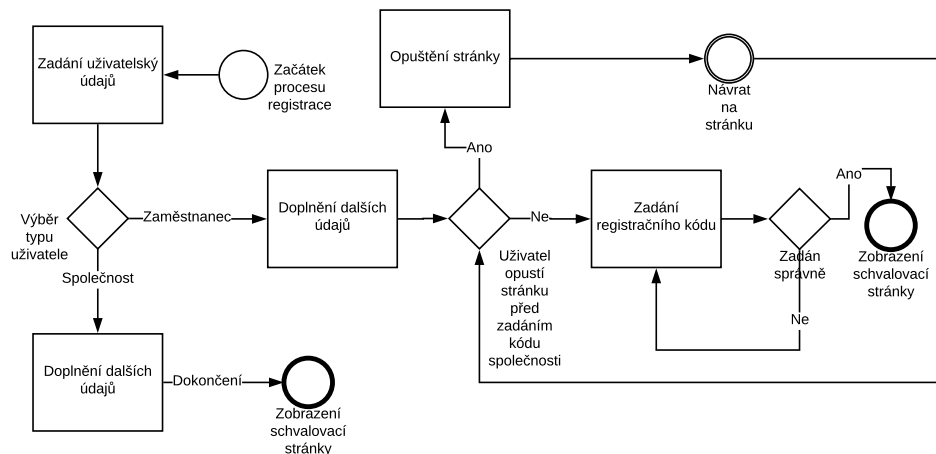 Zadání uživatelský
údajů
Začátek
procesu
registrace
Opuštění stránky
Návrat
na
stránku
Ano
Výběr
typu
uživatele
Zaměstnanec
Doplnění dalších
údajů
Ne
Uživatel
opustí
stránku
před
zadáním
kódu
společnosti
Zadání
registračního kódu
Zadán
správně
Ano
Zobrazení
schvalovací
stránky
Ne
Společnost
Doplnění dalších
údajů
Dokončení
Zobrazení
schvalovací
stránky